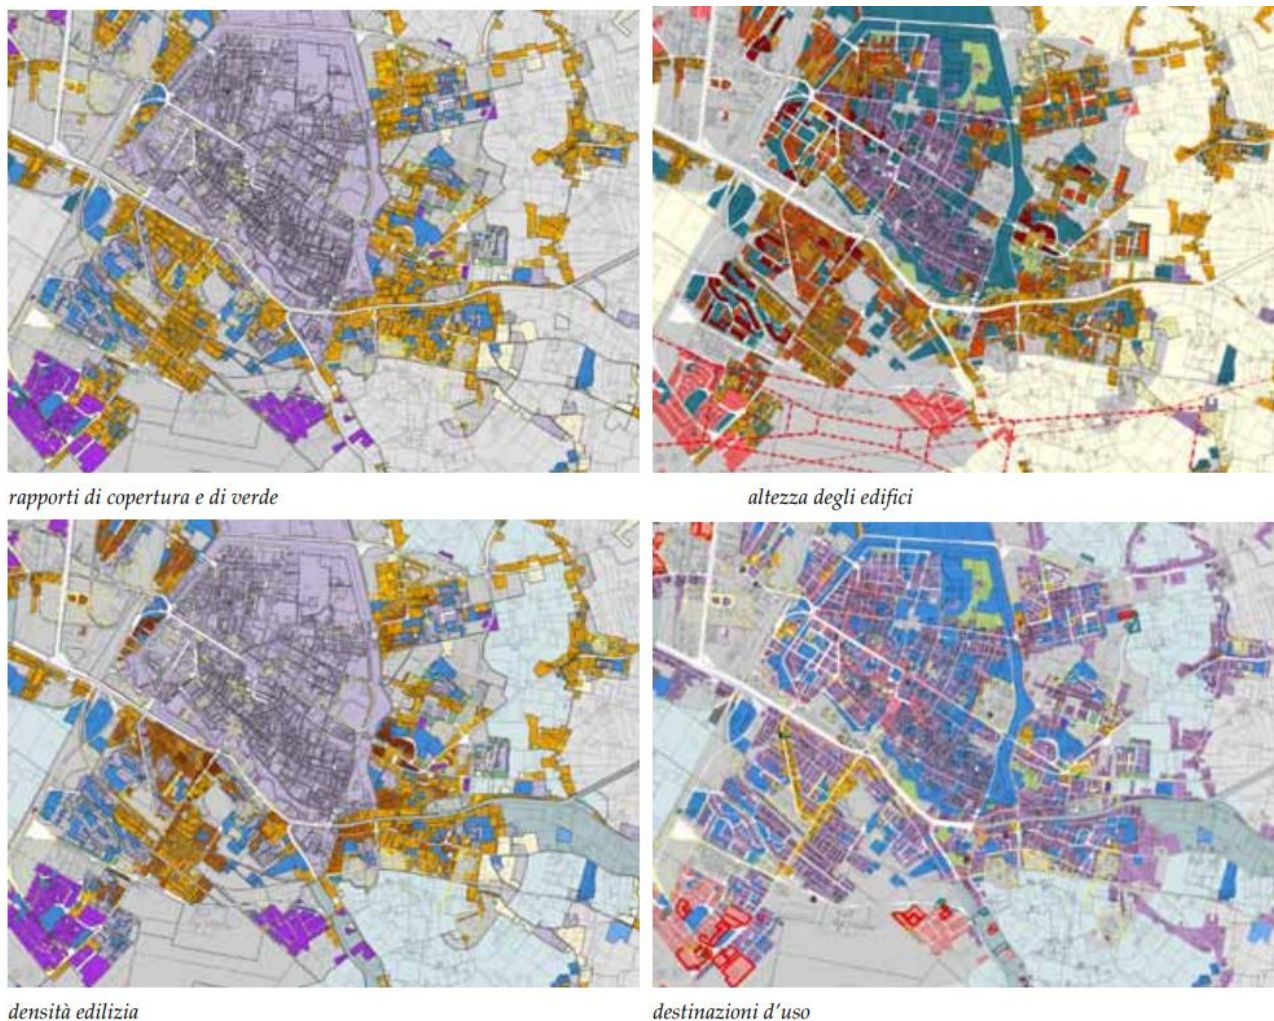 rapporti di copertura e di verde
altezza degli edifici
densità edilizia
destinazioni d'uso